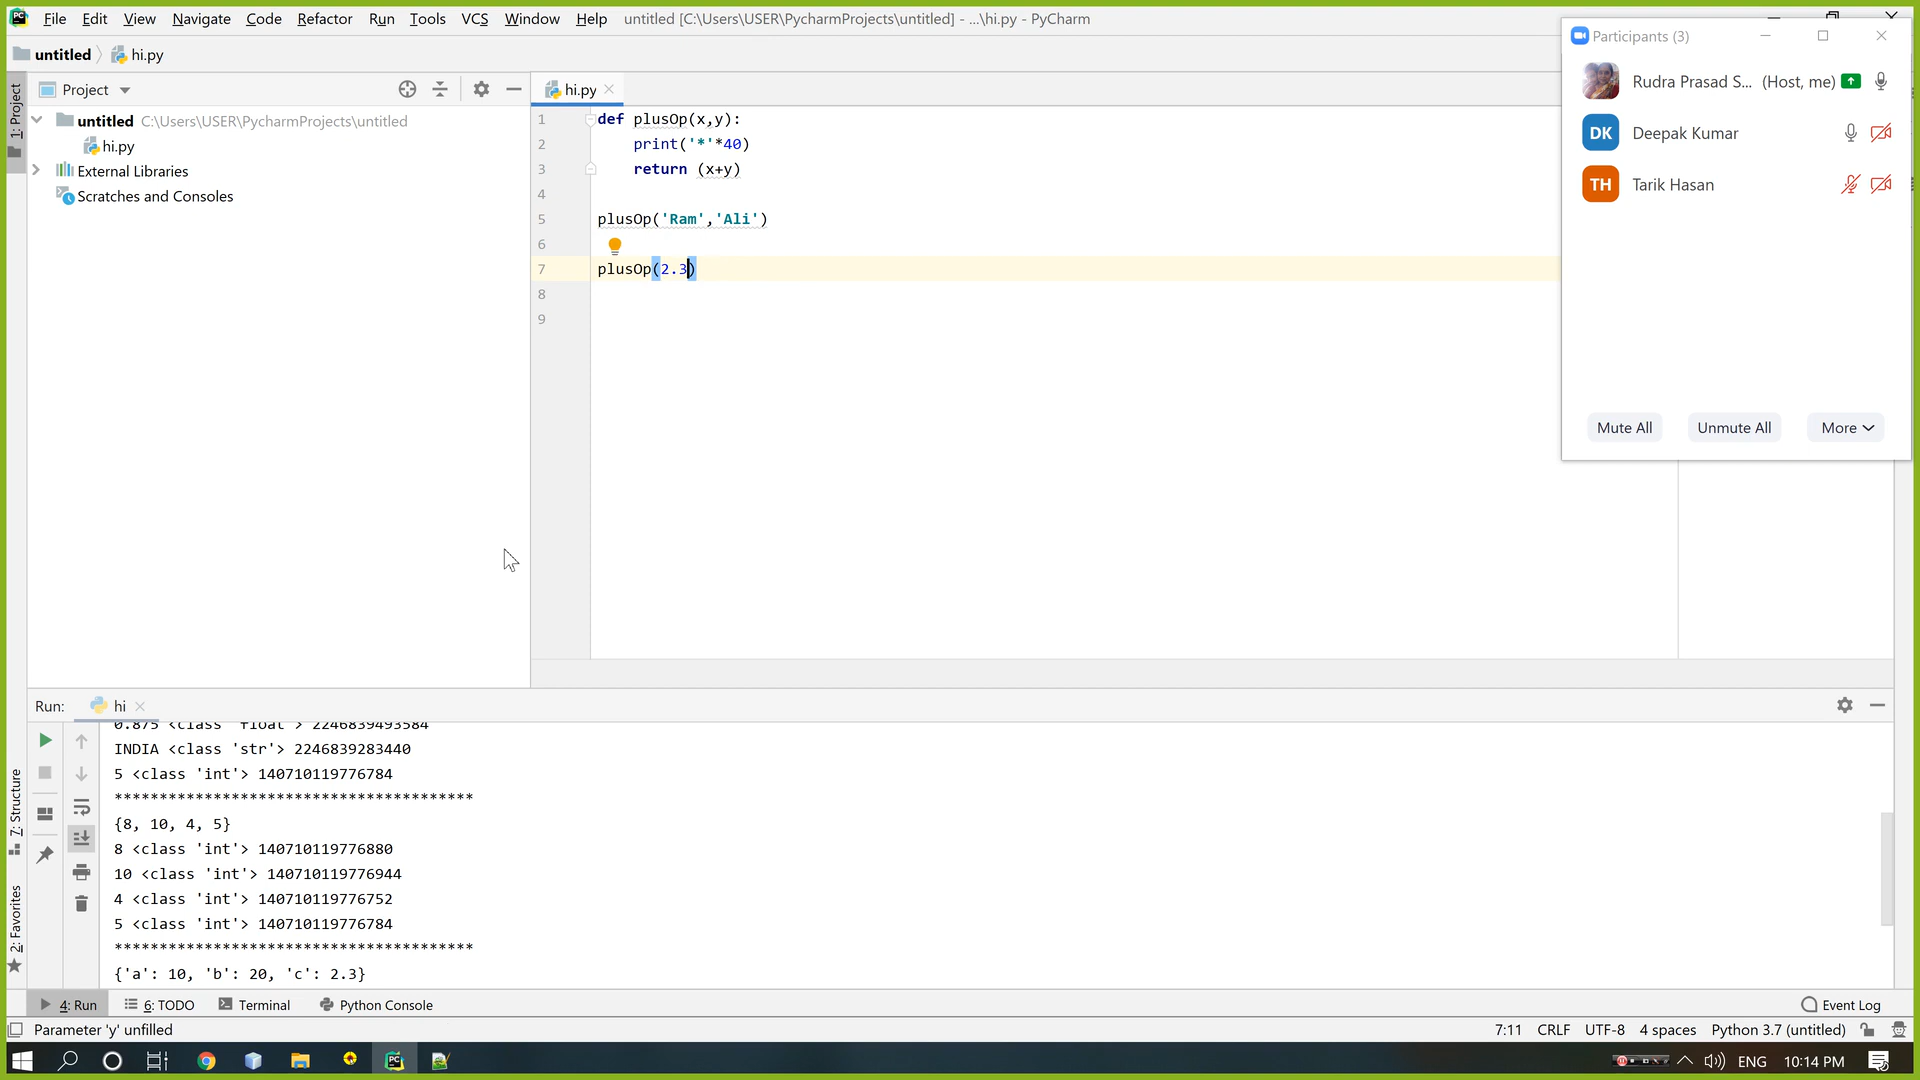 File Edit View Navigate Code Refactor Run Tools VCS Window Help untitled [C:\Users\USER\PycharmProjects\untitled] - ...\hi.py - PyCharm
untitled hi.py
Project
hi.py
untitled C:\Users\USER\PycharmProjects\untitled
hi.py
External Libraries
Scratches and Consoles
1: Project
7: Structure
2: Favorites
1 def plusOp(x,y):
2 print('*'*40)
3 return (x+y)
4
5 plusOp('Ram','Ali')
6
7 plusOp(2.3)
8
9
Participants (3)
Rudra Prasad S... (Host, me)
DK Deepak Kumar
TH Tarik Hasan
Mute All Unmute All More
Run: hi
0.875 <class 'float'> 2246839493584
INDIA <class 'str'> 2246839283440
5 <class 'int'> 140710119776784
****************************************
{8, 10, 4, 5}
8 <class 'int'> 140710119776880
10 <class 'int'> 140710119776944
4 <class 'int'> 140710119776752
5 <class 'int'> 140710119776784
****************************************
{'a': 10, 'b': 20, 'c': 2.3}
4: Run 6: TODO Terminal Python Console Event Log
Parameter 'y' unfilled 7:11 CRLF UTF-8 4 spaces Python 3.7 (untitled)
ENG 10:14 PM